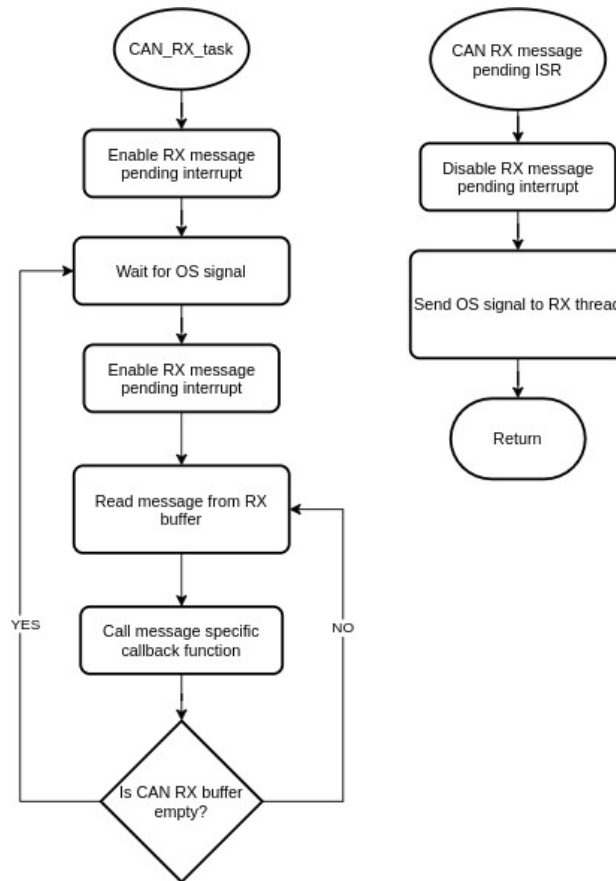 CAN_RX_task
Enable RX message
pending interrupt
Wait for OS signal
Enable RX message
pending interrupt
Read message from RX
buffer
Call message specific
callback function
YES
NO
Is CAN RX buffer
empty?
CAN RX message
pending ISR
Disable RX message
pending interrupt
Send OS signal to RX thread
Return